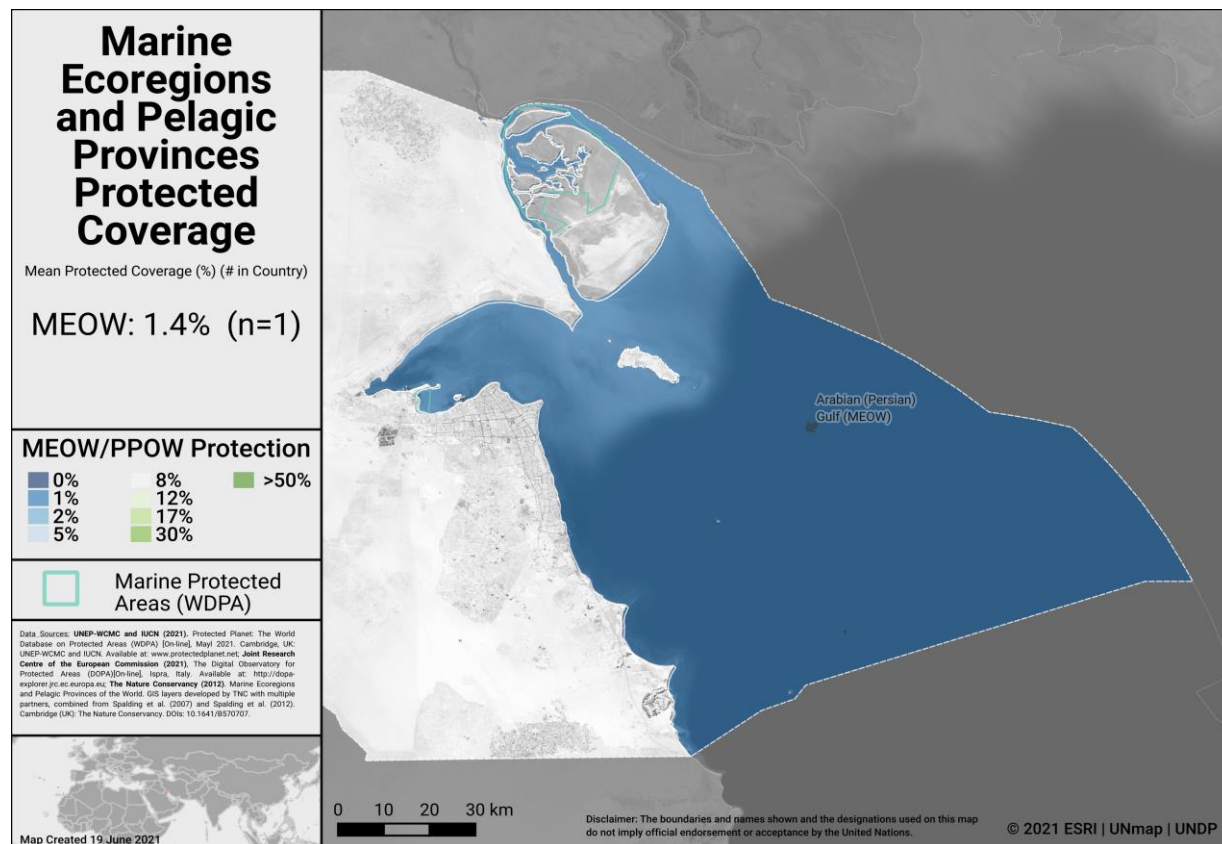 Marine
Ecoregions
and Pelagic
Provinces
Protected
Coverage
Mean Protected Coverage (%) (# in Country)
MEOW: 1.4% (n=1)
MEOW/PPOW Protection
0%
1%
2%
5%
8%
12%
17%
30%
>50%
Marine Protected
Areas (WDPA)
Data Sources: UNEP-WCMC and IUCN (2021). Protected Planet: The World
Database on Protected Areas (WDPA) [On-line], Mayl 2021. Cambridge, UK:
UNEP-WCMC and IUCN. Available at: www.protectedplanet.net; Joint Research
Centre of the European Commission (2021), The Digital Observatory for
Protected Areas (DOPA)[On-line], Ispra, Italy. Available at: http://dopa-
explorer.jrc.ec.europa.eu; The Nature Conservancy (2012). Marine Ecoregions
and Pelagic Provinces of the World. GIS layers developed by TNC with multiple
partners, combined from Spalding et al. (2007) and Spalding et al. (2012).
Cambridge (UK): The Nature Conservancy. DOIs: 10.1641/B570707.
Map Created 19 June 2021
Arabian (Persian)
Gulf (MEOW)
0 10 20 30 km
Disclaimer: The boundaries and names shown and the designations used on this map
do not imply official endorsement or acceptance by the United Nations.
© 2021 ESRI | UNmap | UNDP